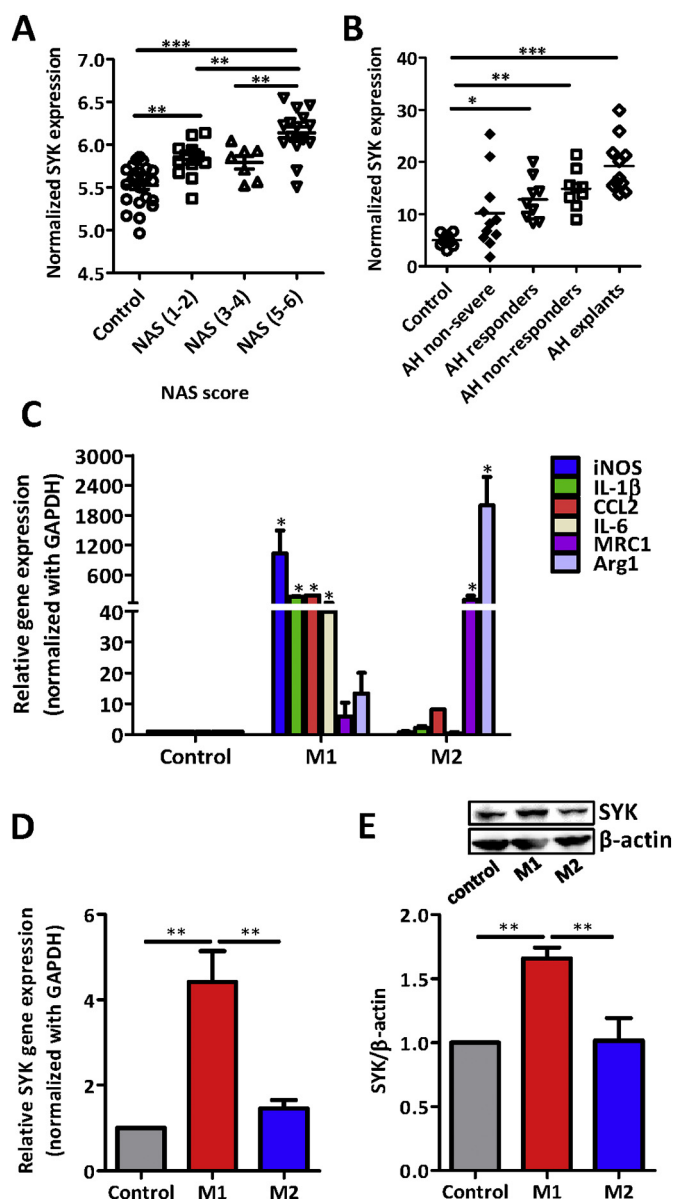 A
***
**
**
**
Normalized SYK expression
7.0
6.5
6.0
5.5
5.0
4.5
Control
NAS (1-2)
NAS (3-4)
NAS (5-6)
NAS score
B
***
**
*
Normalized SYK expression
40
30
20
10
0
Control
AH non-severe
AH responders
AH non-responders
AH explants
C
Relative gene expression
(normalized with GAPDH)
3000
2400
1800
1200
600
40
30
20
10
0
*
* *
*
*
*
Control
M1
M2
iNOS
IL-1β
CCL2
IL-6
MRC1
Arg1
D
Relative SYK gene expression
(normalized with GAPDH)
6
4
2
0
**
**
Control
M1
M2
E
SYK
β-actin
control
M1
M2
SYK/β-actin
2.0
1.5
1.0
0.5
0.0
**
**
Control
M1
M2